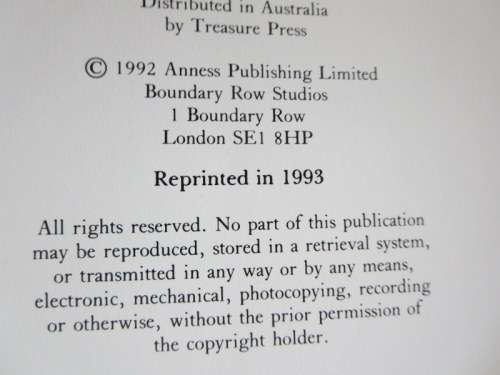 Distributed in Australia
by Treasure Press
© 1992 Anness Publishing Limited
Boundary Row Studios
1 Boundary Row
London SE1 8HP
Reprinted in 1993
All rights reserved. No part of this publication
may be reproduced, stored in a retrieval system,
or transmitted in any way or by any means,
electronic, mechanical, photocopying, recording
or otherwise, without the prior permission of
the copyright holder.